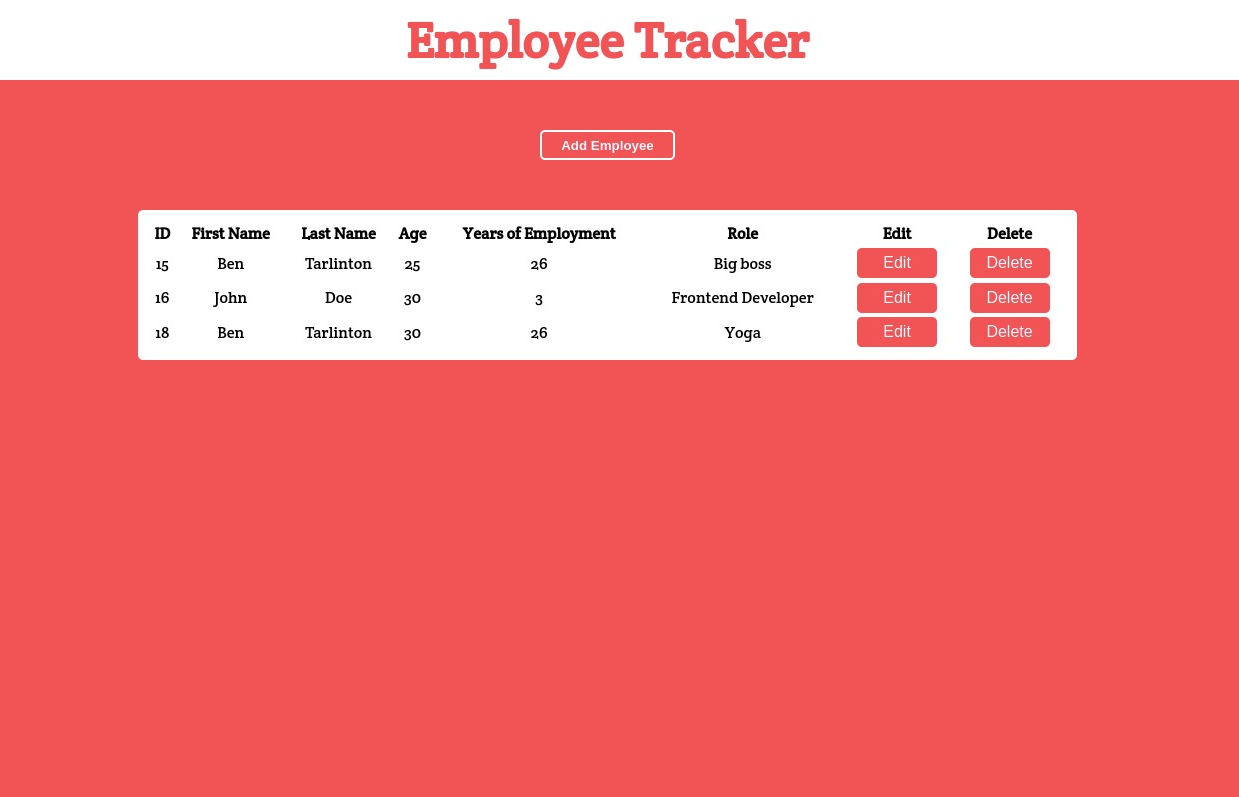 Employee Tracker
Add Employee
ID First Name Last Name Age Years of Employment Role Edit Delete
15 Ben Tarlinton 25 26 Big boss Edit Delete
16 John Doe 30 3 Frontend Developer Edit Delete
18 Ben Tarlinton 30 26 Yoga Edit Delete